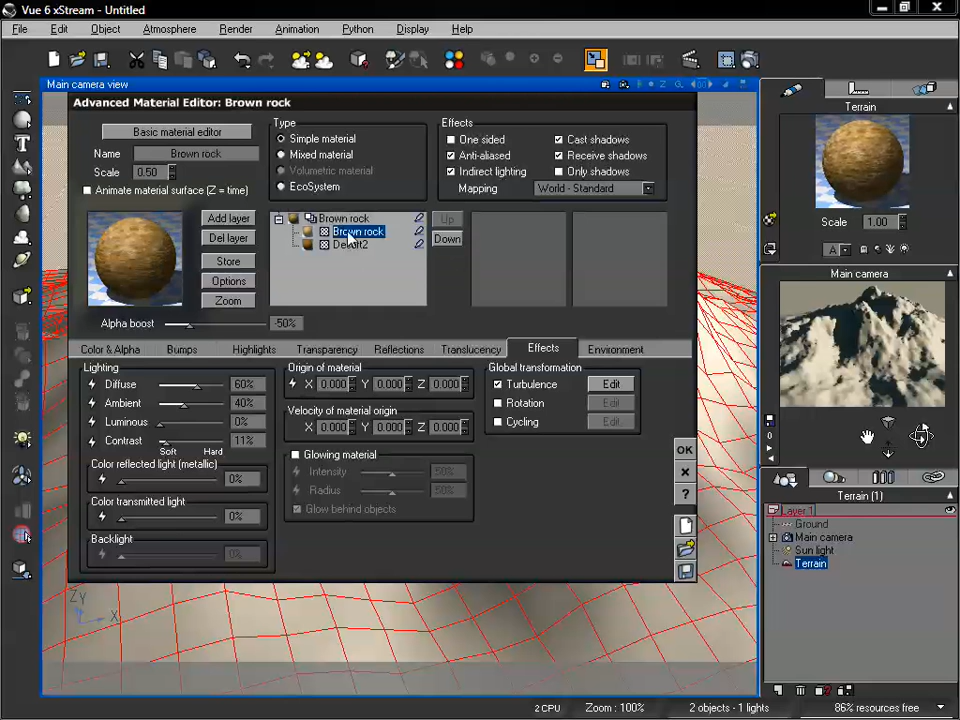 Vue 6 xStream - Untitled
File Edit Object Atmosphere Render Animation Python Display Help
Main camera view
Advanced Material Editor: Brown rock
Basic material editor
Name Brown rock
Scale 0.50
Animate material surface (Z = time)
Type
Simple material
Mixed material
Volumetric material
EcoSystem
Effects
One sided Cast shadows
Anti-aliased Receive shadows
Indirect lighting Only shadows
Mapping World - Standard
Add layer
Del layer
Store
Options
Zoom
Brown rock
Brown rock
Up
Down
Alpha boost -50%
Color & Alpha Bumps Highlights Transparency Reflections Translucency Effects Environment
Lighting
Diffuse 60%
Ambient 40%
Luminous 0%
Contrast 11%
Soft Hard
Color reflected light (metallic)
0%
Color transmitted light
0%
Backlight
0%
Origin of material
X 0.000 Y 0.000 Z 0.000
Velocity of material origin
X 0.000 Y 0.000 Z 0.000
Glowing material
Intensity 50%
Radius 50%
Glow behind objects
Global transformation
Turbulence Edit
Rotation Edit
Cycling Edit
OK
?
Terrain
Scale 1.00
A
Main camera
0
Terrain (1)
Layer 1
Ground
Main camera
Sun light
Terrain
ZY
X
2 CPU Zoom : 100% 2 objects - 1 lights 86% resources free